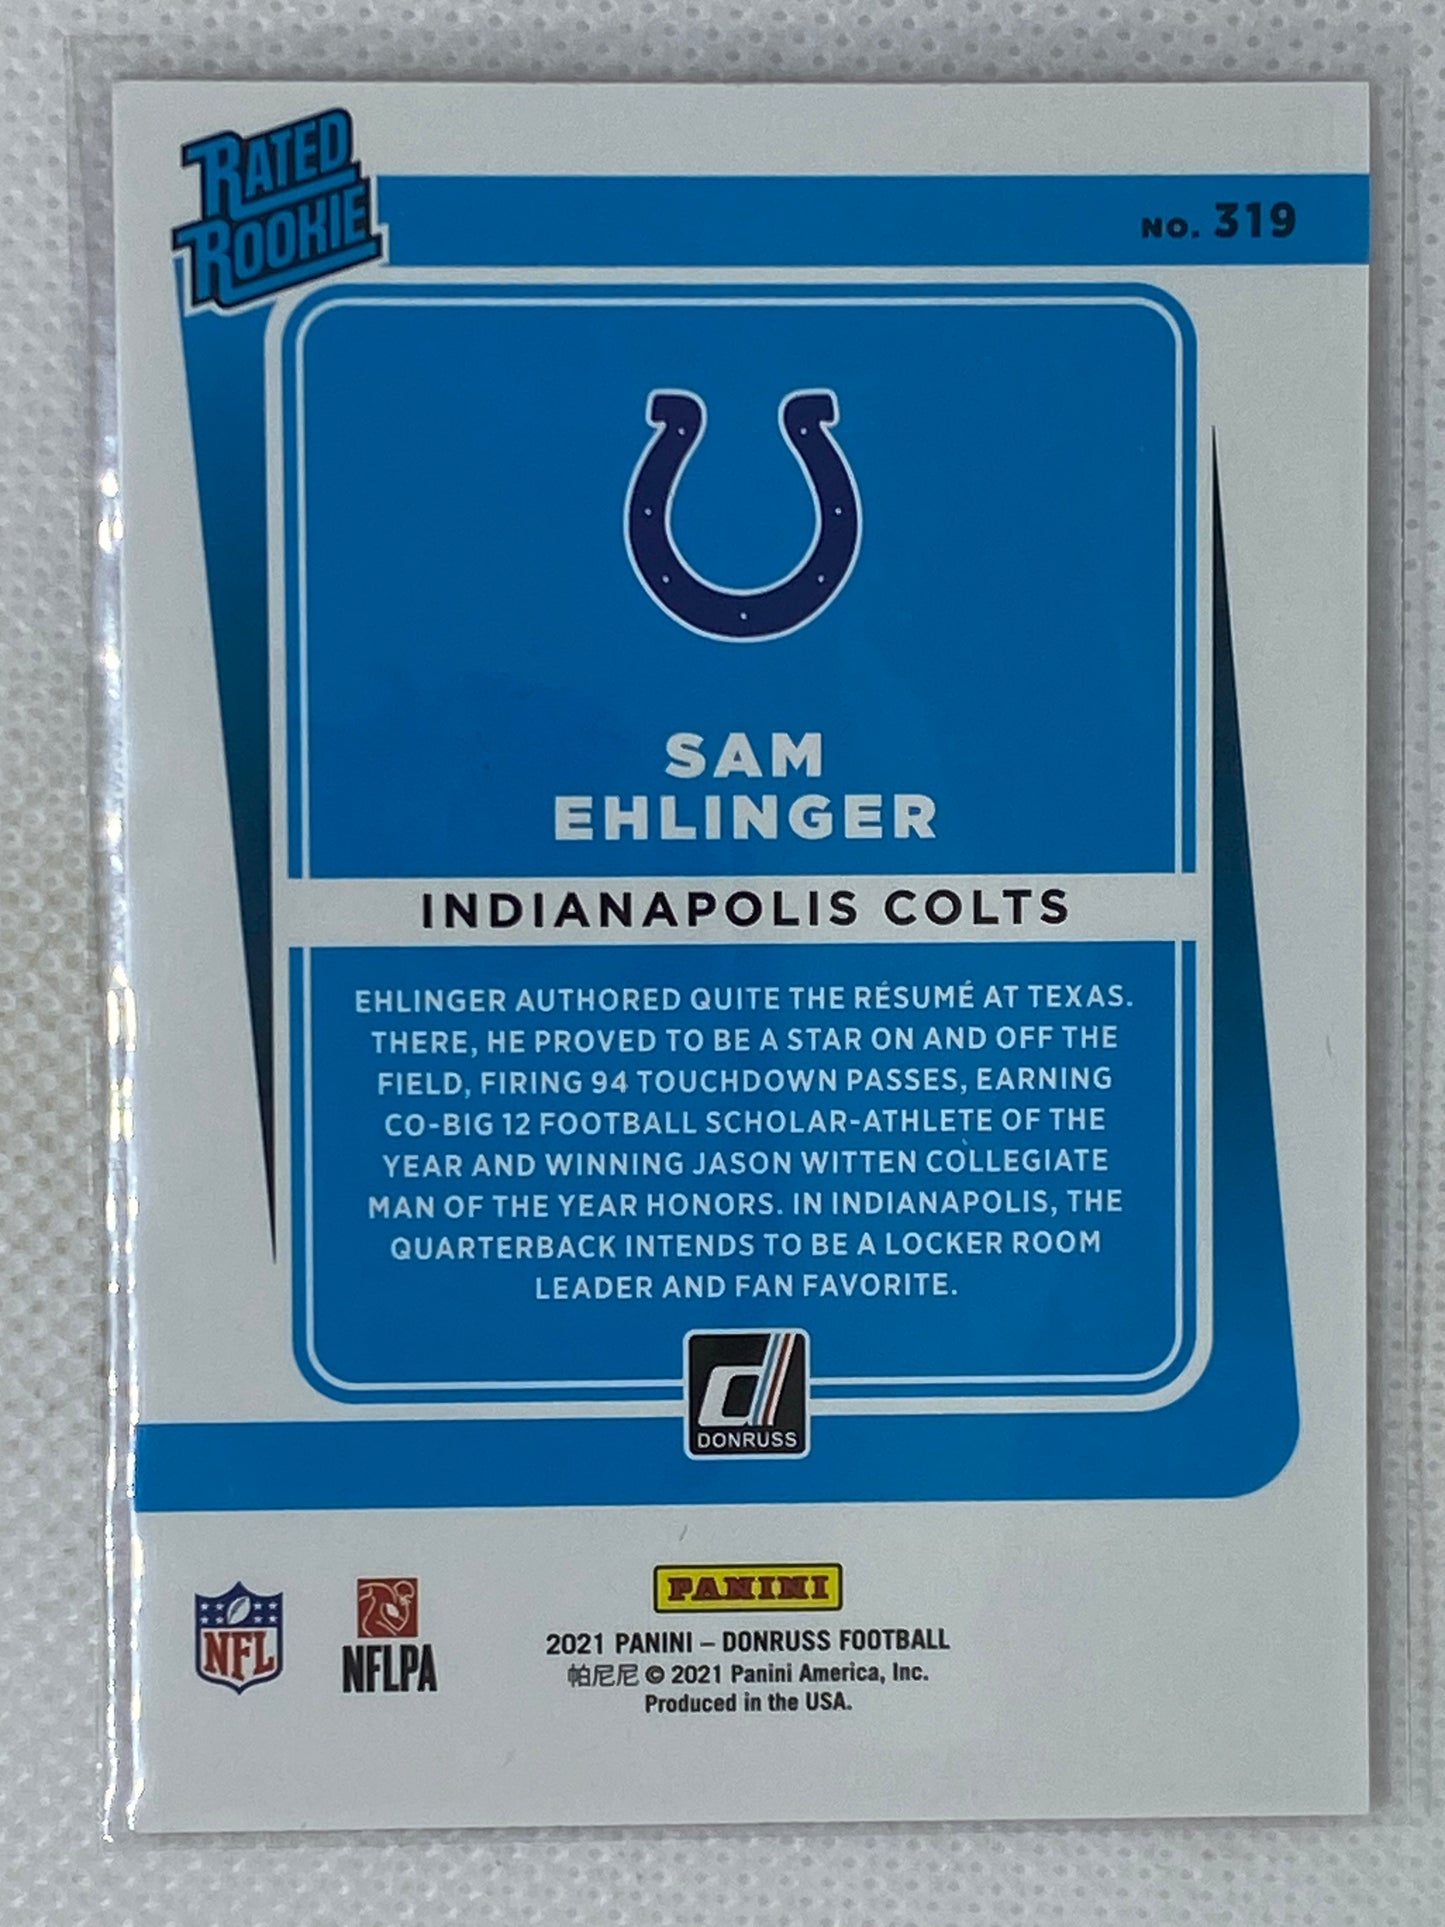 RATED
ROOKIE
NO. 319
SAM
EHLINGER
INDIANAPOLIS COLTS
EHLINGER AUTHORED QUITE THE RÉSUMÉ AT TEXAS.
THERE, HE PROVED TO BE A STAR ON AND OFF THE
FIELD, FIRING 94 TOUCHDOWN PASSES, EARNING
CO-BIG 12 FOOTBALL SCHOLAR-ATHLETE OF THE
YEAR AND WINNING JASON WITTEN COLLEGIATE
MAN OF THE YEAR HONORS. IN INDIANAPOLIS, THE
QUARTERBACK INTENDS TO BE A LOCKER ROOM
LEADER AND FAN FAVORITE.
d
DONRUSS
NFL
NFLPA
PANINI
2021 PANINI – DONRUSS FOOTBALL
帕尼尼 © 2021 Panini America, Inc.
Produced in the USA.